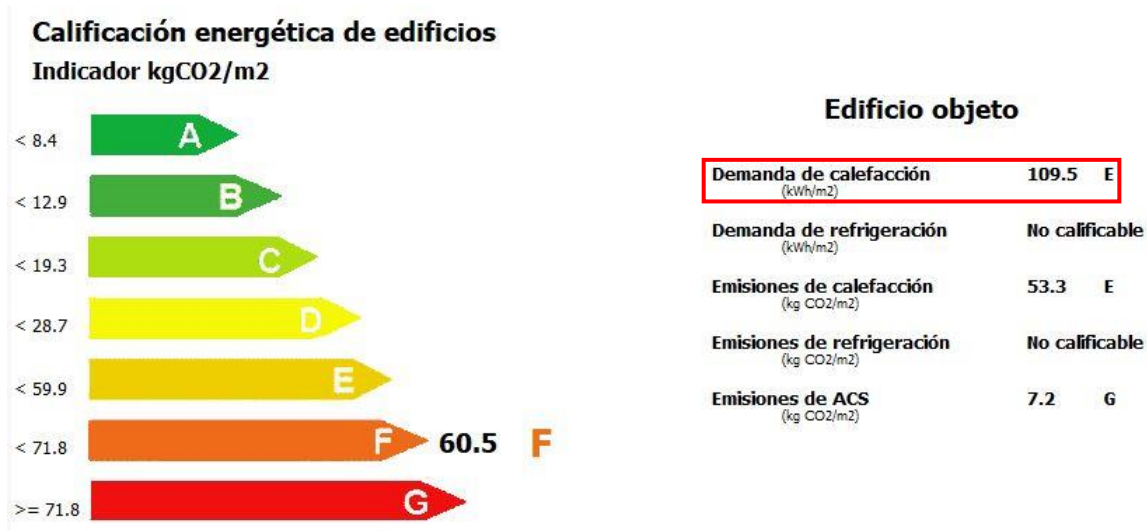 Calificación energética de edificios
Indicador kgCO2/m2
< 8.4 A
< 12.9 B
< 19.3 C
< 28.7 D
< 59.9 E
< 71.8 F 60.5 F
>= 71.8 G
Edificio objeto
Demanda de calefacción 109.5 E
(kWh/m2)
Demanda de refrigeración No calificable
(kWh/m2)
Emisiones de calefacción 53.3 E
(kg CO2/m2)
Emisiones de refrigeración No calificable
(kg CO2/m2)
Emisiones de ACS 7.2 G
(kg CO2/m2)